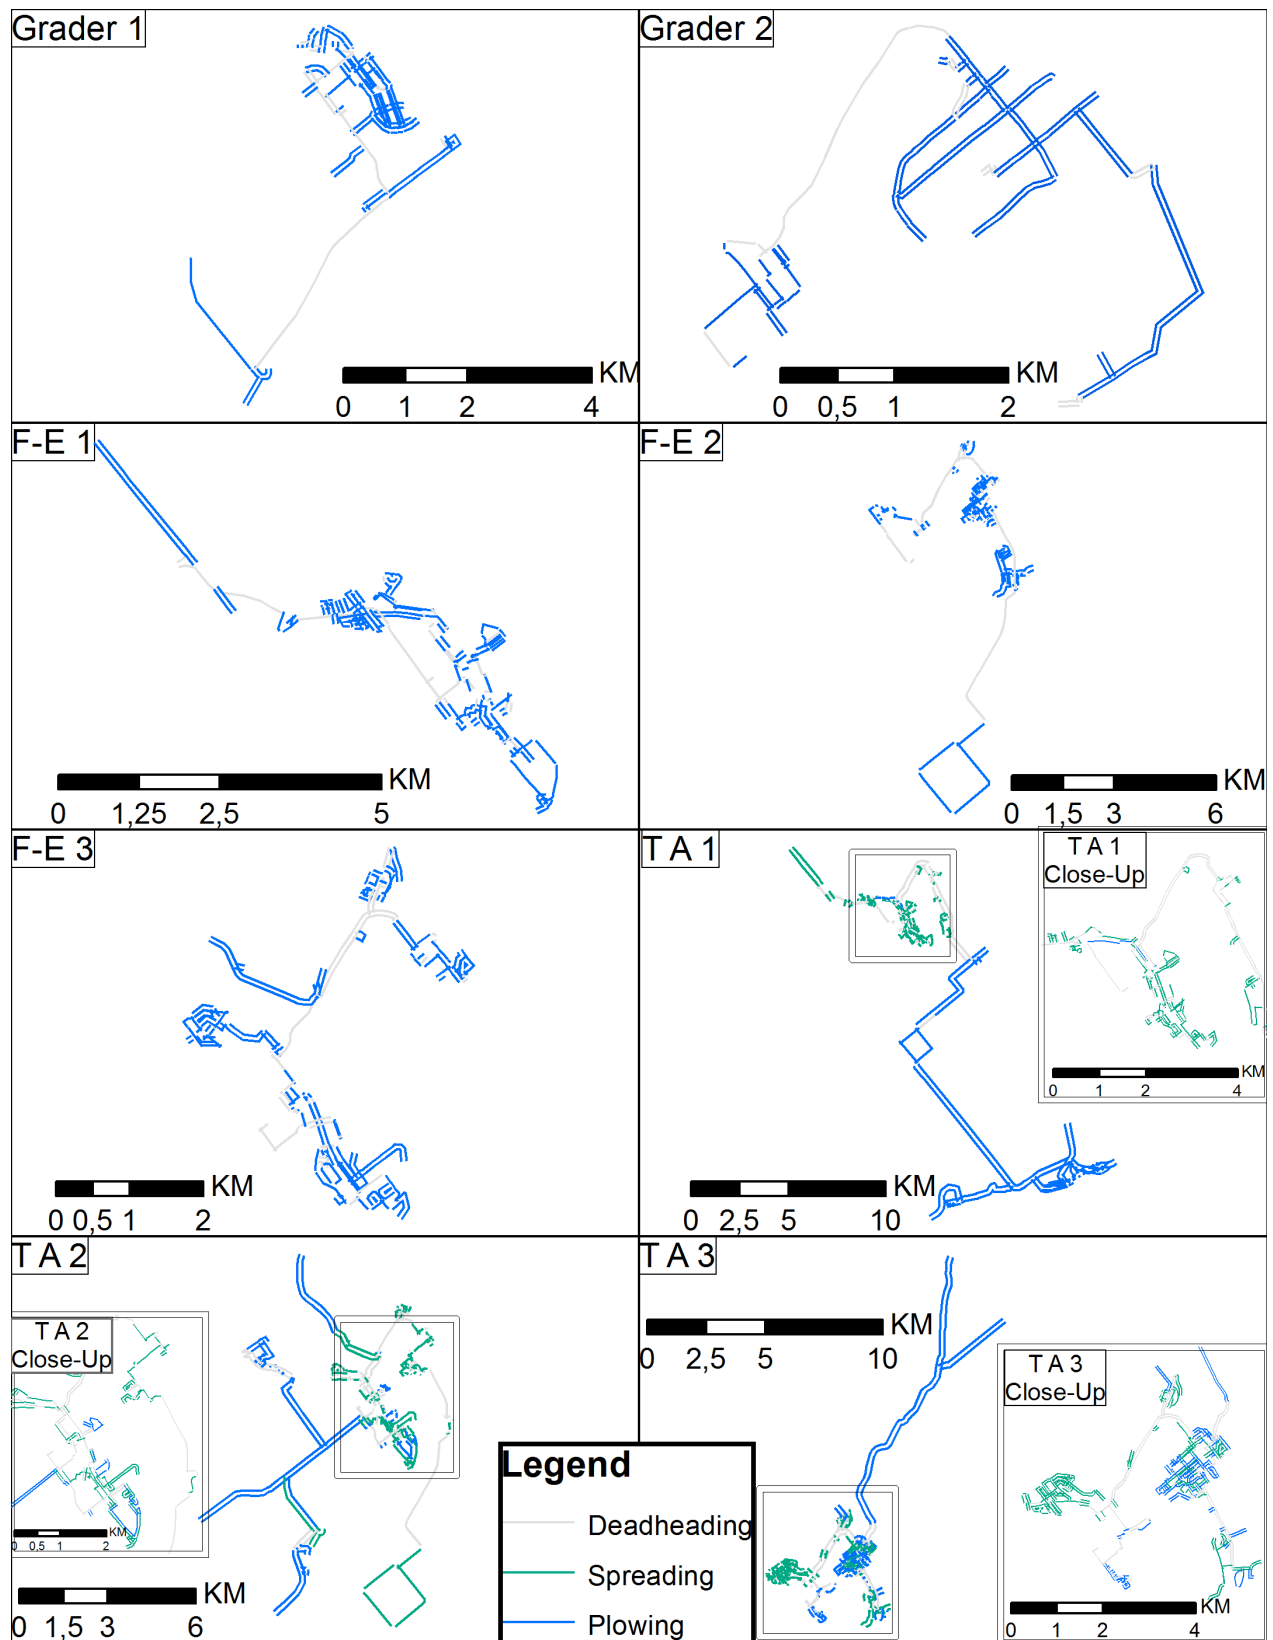 Grader 1
KM
0 1 2 4
Grader 2
KM
0 0,5 1 2
F-E 1
KM
0 1,25 2,5 5
F-E 2
KM
0 1,5 3 6
F-E 3
KM
0 0,5 1 2
T A 1
KM
0 2,5 5 10
T A 1
Close-Up
KM
0 1 2 4
T A 2
T A 2
Close-Up
KM
0 0,5 1 2
KM
0 1,5 3 6
T A 3
KM
0 2,5 5 10
T A 3
Close-Up
KM
0 1 2 4
Legend
Deadheading
Spreading
Plowing